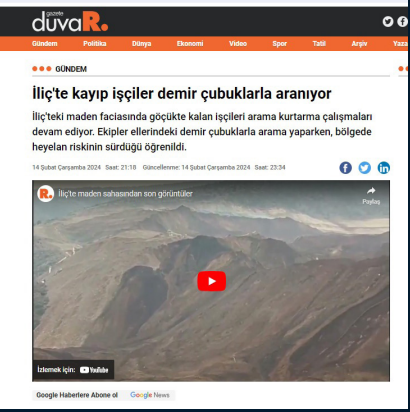 gazete
duvaR.
Gündem Politika Dünya Ekonomi Video Spor Tatil Arşiv Yaza
GÜNDEM
İliç'te kayıp işçiler demir çubuklarla aranıyor
İliç'teki maden faciasında göçükte kalan işçileri arama kurtarma çalışmaları
devam ediyor. Ekipler ellerindeki demir çubuklarla arama yaparken, bölgede
heyelan riskinin sürdüğü öğrenildi.
14 Şubat Çarşamba 2024 Saat: 21:18 Güncellenme: 14 Şubat Çarşamba 2024 Saat: 23:34
R. İliç'te maden sahasından son görüntüler
Paylaş
İzlemek için: YouTube
Google Haberlere Abone ol Google News